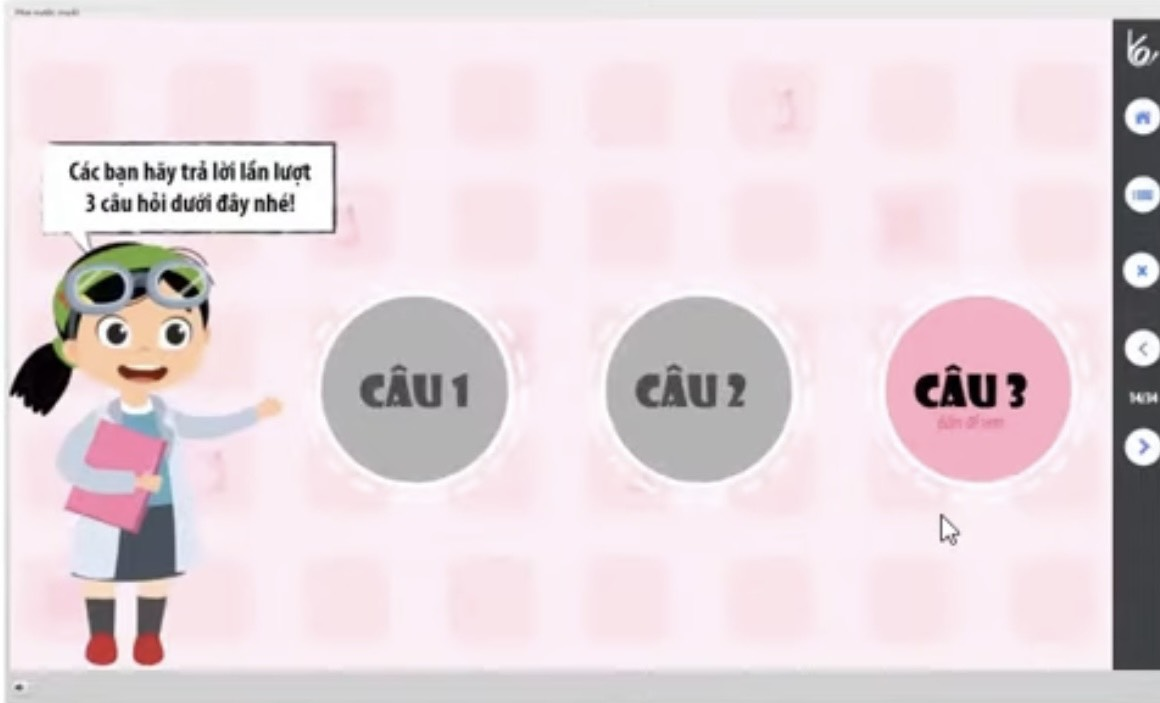 Các bạn hãy trả lời lần lượt
3 câu hỏi dưới đây nhé!
CÂU 1
CÂU 2
CÂU 3
14/34